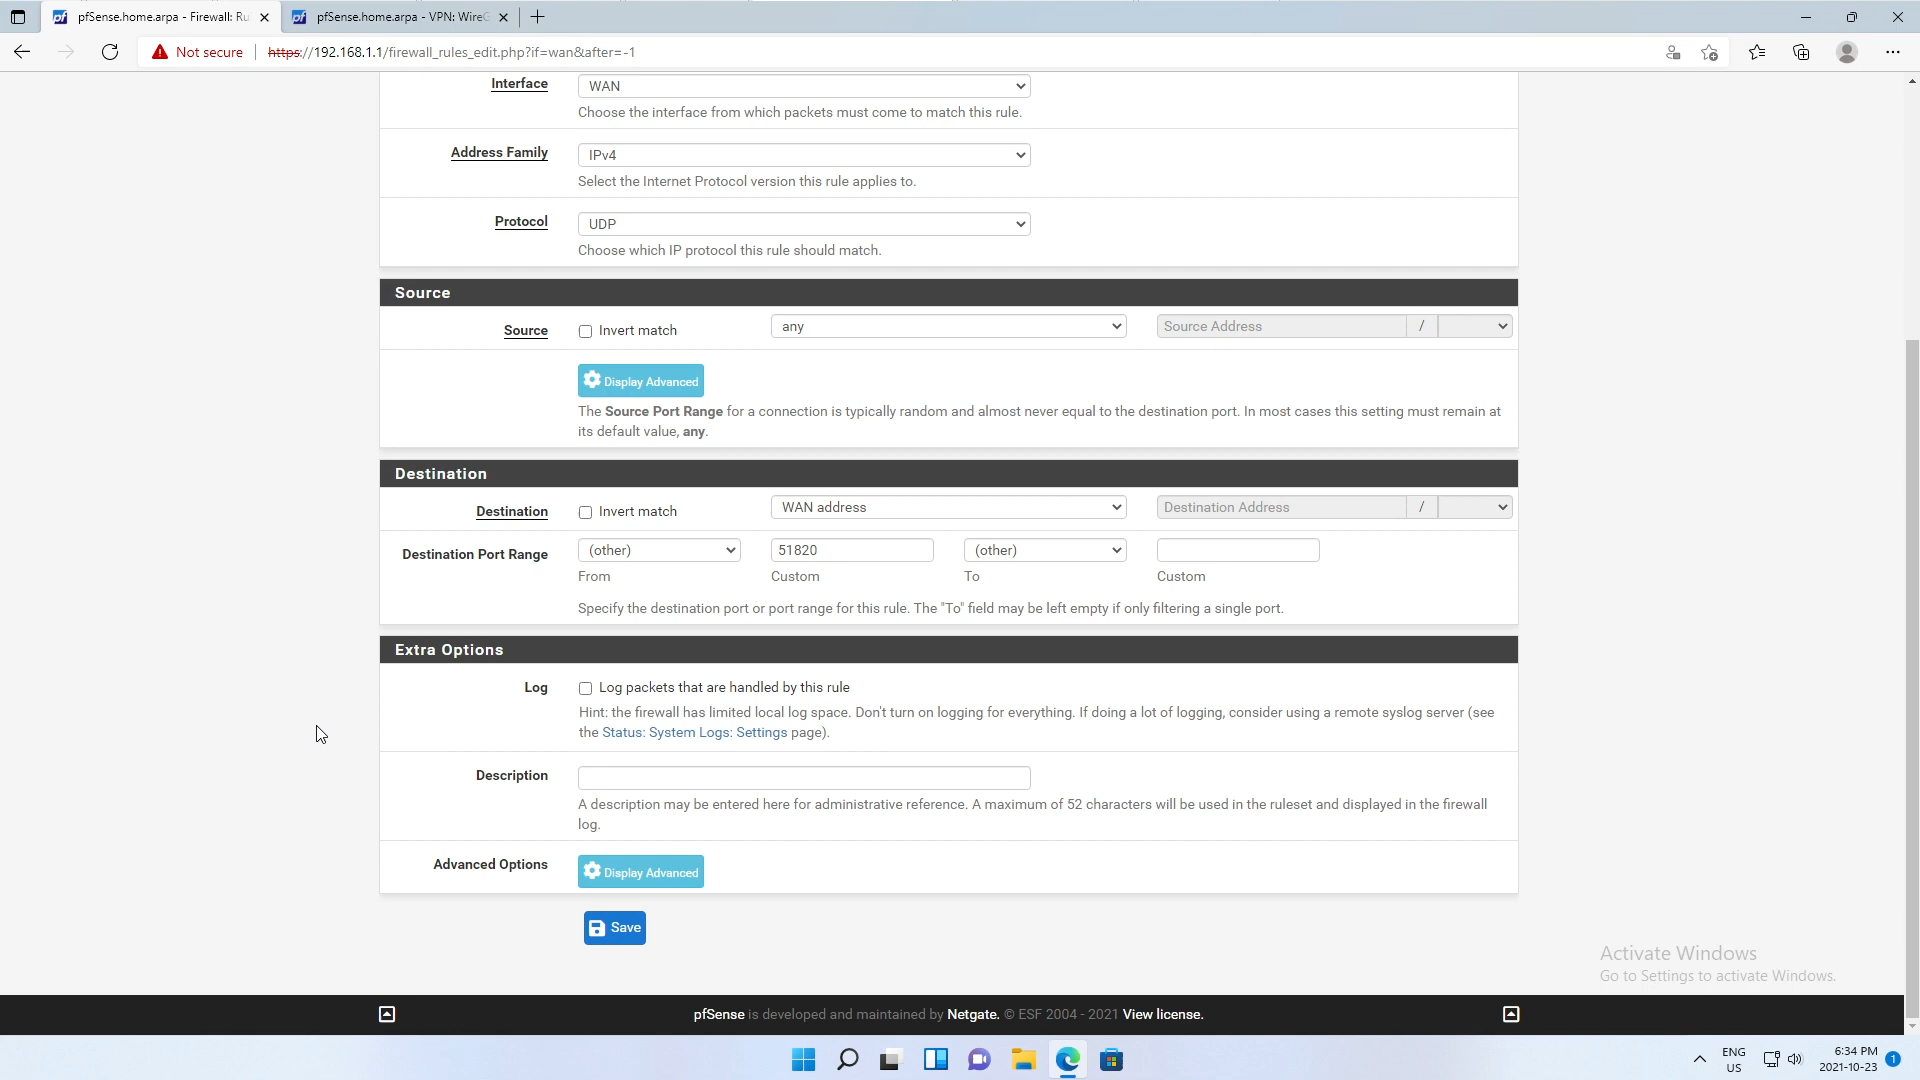 pfSense.home.arpa - Firewall: Ru
pfSense.home.arpa - VPN: WireG
Not secure
https://192.168.1.1/firewall_rules_edit.php?if=wan&after=-1
Interface
WAN
Choose the interface from which packets must come to match this rule.
Address Family
IPv4
Select the Internet Protocol version this rule applies to.
Protocol
UDP
Choose which IP protocol this rule should match.
Source
Source
Invert match
any
Source Address
/
Display Advanced
The Source Port Range for a connection is typically random and almost never equal to the destination port. In most cases this setting must remain at
its default value, any.
Destination
Destination
Invert match
WAN address
Destination Address
/
Destination Port Range
(other)
51820
(other)
From
Custom
To
Custom
Specify the destination port or port range for this rule. The "To" field may be left empty if only filtering a single port.
Extra Options
Log
Log packets that are handled by this rule
Hint: the firewall has limited local log space. Don't turn on logging for everything. If doing a lot of logging, consider using a remote syslog server (see
the Status: System Logs: Settings page).
Description
A description may be entered here for administrative reference. A maximum of 52 characters will be used in the ruleset and displayed in the firewall
log.
Advanced Options
Display Advanced
Save
Activate Windows
Go to Settings to activate Windows.
pfSense is developed and maintained by Netgate. © ESF 2004 - 2021 View license.
ENG
US
6:34 PM
2021-10-23
1